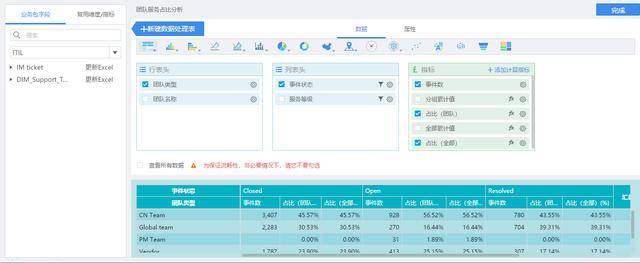 业务包字段
常用维度/指标
搜索
ITIL
IM ticket
更新Excel
DIM_Support_T...
更新Excel
团队服务占比分析
完成
+新建数据处理表
数据
属性
行表头
团队类型
团队名称
列表头
事件状态
服务等级
指标
+ 添加计算指标
事件数
分组累计值
占比（团队）
全部累计值
占比（全部）
查看所有数据
为保证流畅性，非必要情况下，请您不要勾选
事件状态
Closed
Open
Resolved
汇总
团队类型
事件数
占比（团队...
占比（全部...
事件数
占比（团队...
占比（全部...
事件数
占比（团队...
占比（全部）(%)
CN Team
3,407
45.57%
45.57%
928
56.52%
56.52%
780
43.55%
43.55%
Global team
2,283
30.53%
30.53%
270
16.44%
16.44%
704
39.31%
39.31%
PM Team
0.00%
0.00%
31
1.89%
1.89%
0.00%
0.00%
Vendor
1,787
23.90%
23.90%
413
25.15%
25.15%
307
17.14%
17.14%